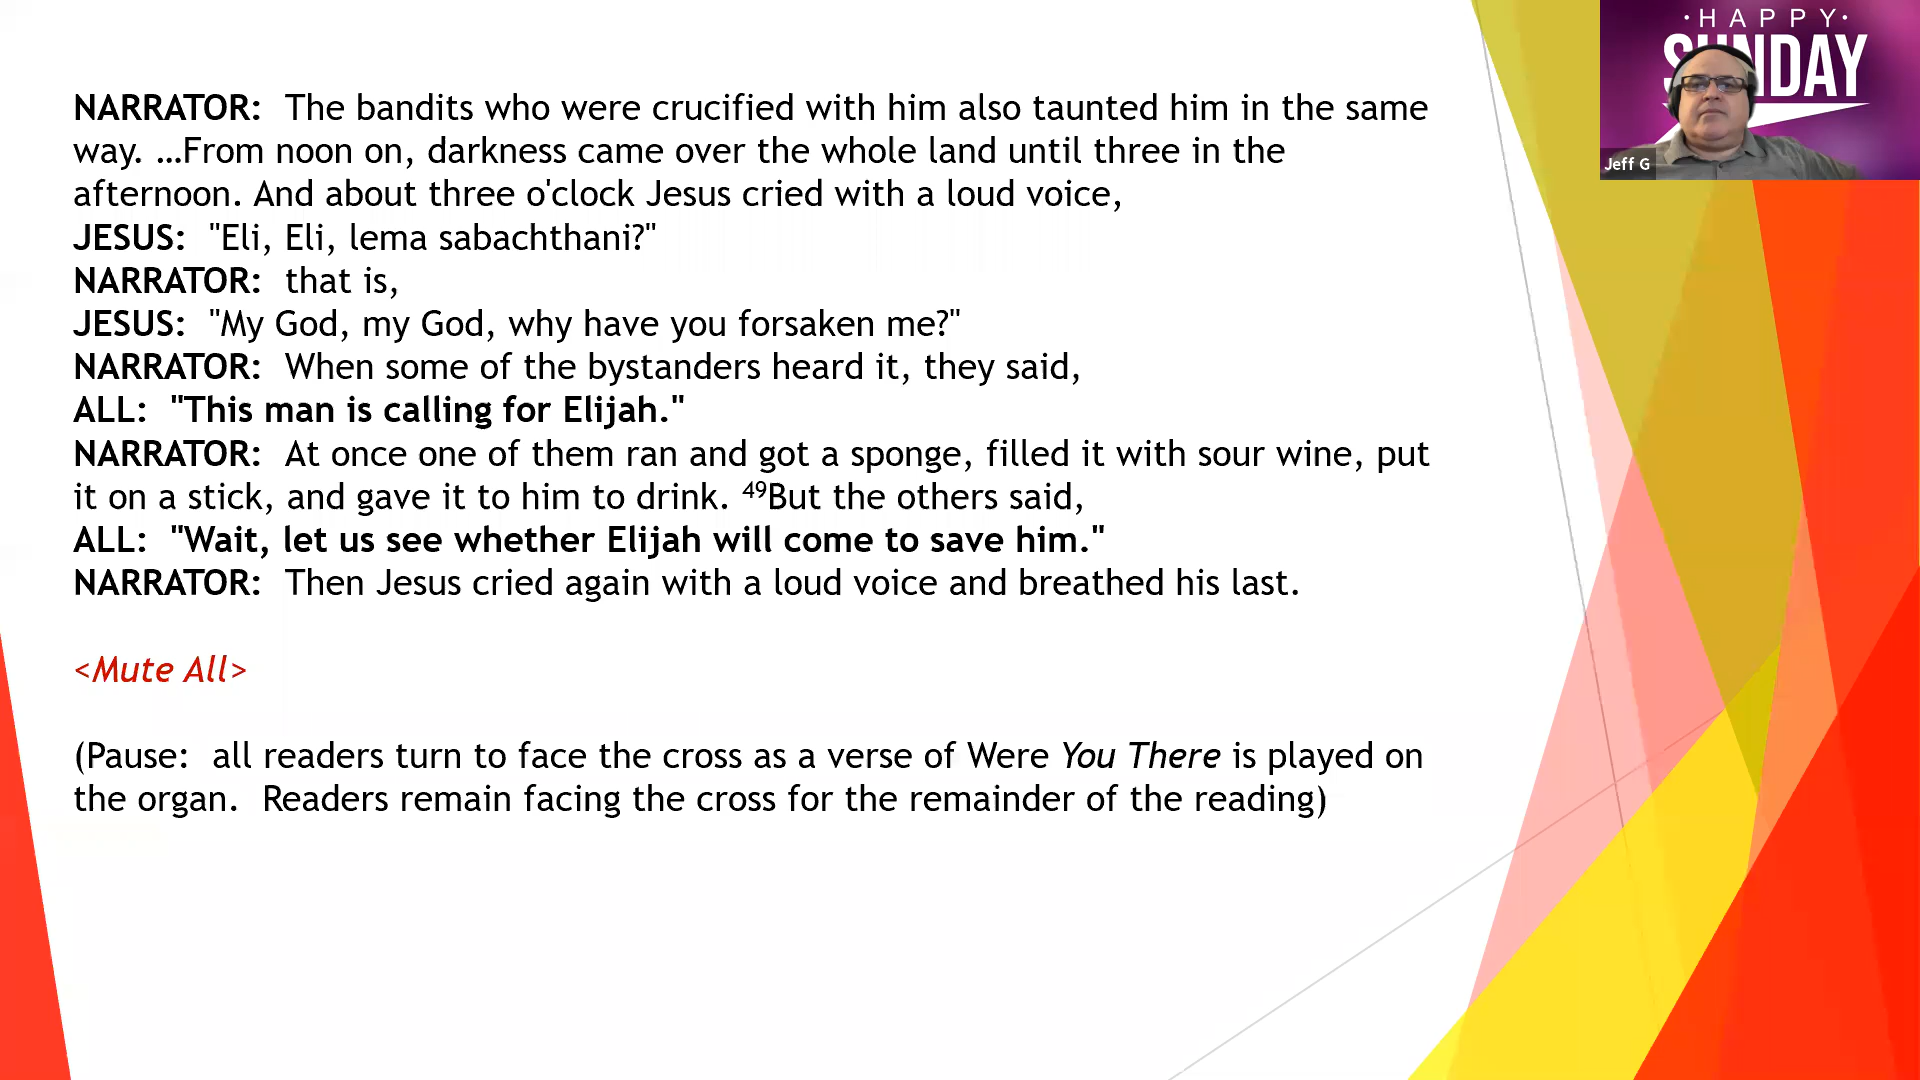 NARRATOR:  The bandits who were crucified with him also taunted him in the same
way. …From noon on, darkness came over the whole land until three in the
afternoon. And about three o'clock Jesus cried with a loud voice,
JESUS:  "Eli, Eli, lema sabachthani?"
NARRATOR:  that is,
JESUS:  "My God, my God, why have you forsaken me?"
NARRATOR:  When some of the bystanders heard it, they said,
ALL:  "This man is calling for Elijah."
NARRATOR:  At once one of them ran and got a sponge, filled it with sour wine, put
it on a stick, and gave it to him to drink. ⁴⁹But the others said,
ALL:  "Wait, let us see whether Elijah will come to save him."
NARRATOR:  Then Jesus cried again with a loud voice and breathed his last.
<Mute All>
(Pause:  all readers turn to face the cross as a verse of Were You There is played on
the organ.  Readers remain facing the cross for the remainder of the reading)
·HAPPY·
SUNDAY
Jeff G